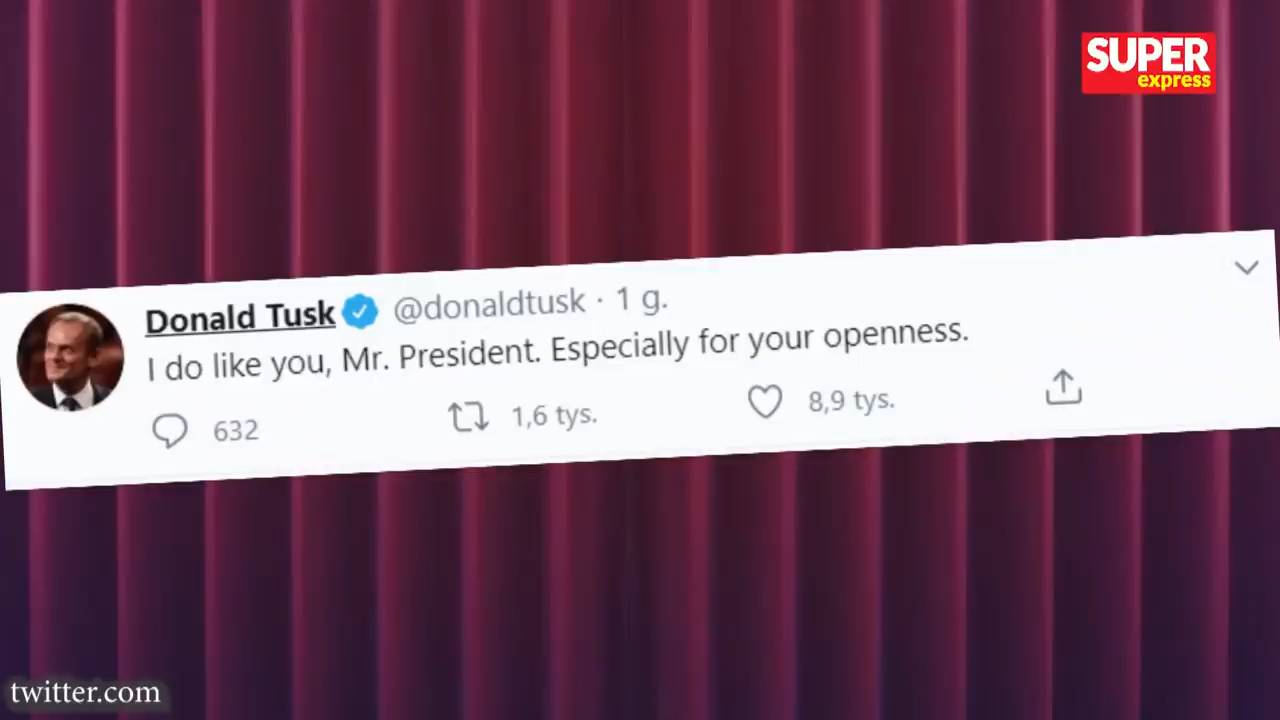 SUPER
express
Donald Tusk @donaldtusk · 1 g.
I do like you, Mr. President. Especially for your openness.
632 1,6 tys. 8,9 tys.
twitter.com